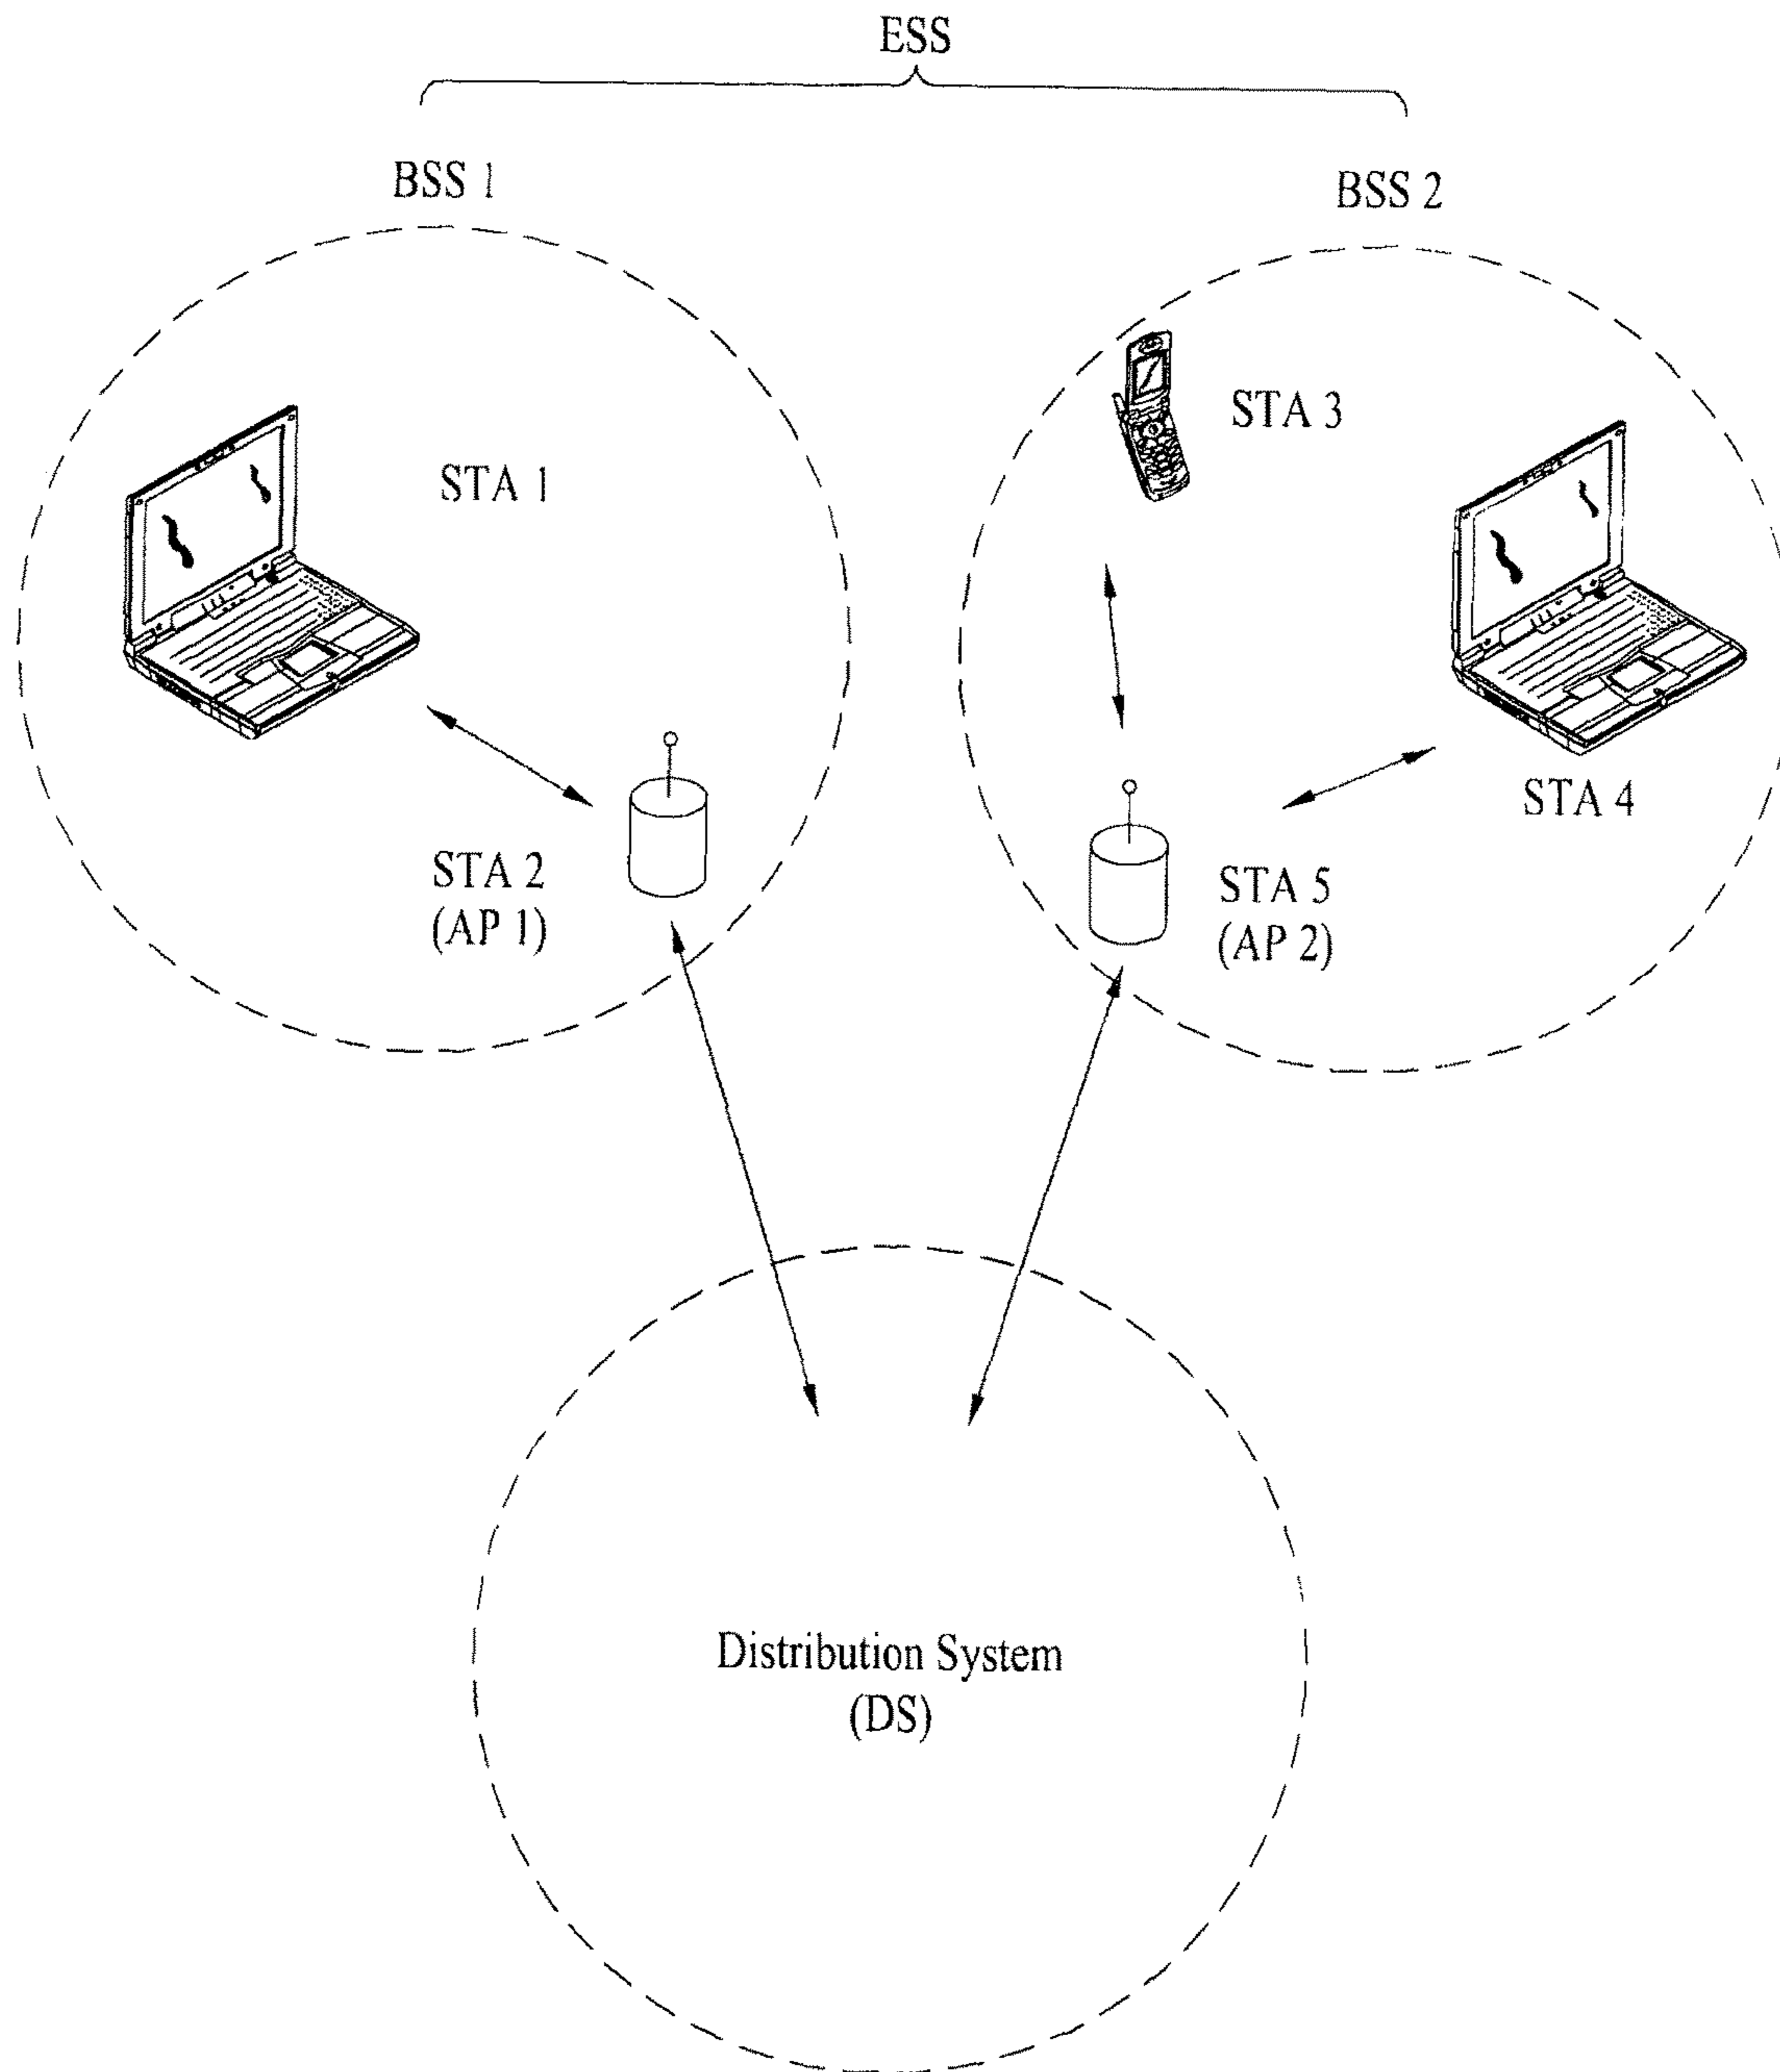 ESS
BSS 1
BSS 2
STA 3
STA 1
STA 4
STA 2
(AP 1)
STA 5
(AP 2)
Distribution System
(DS)